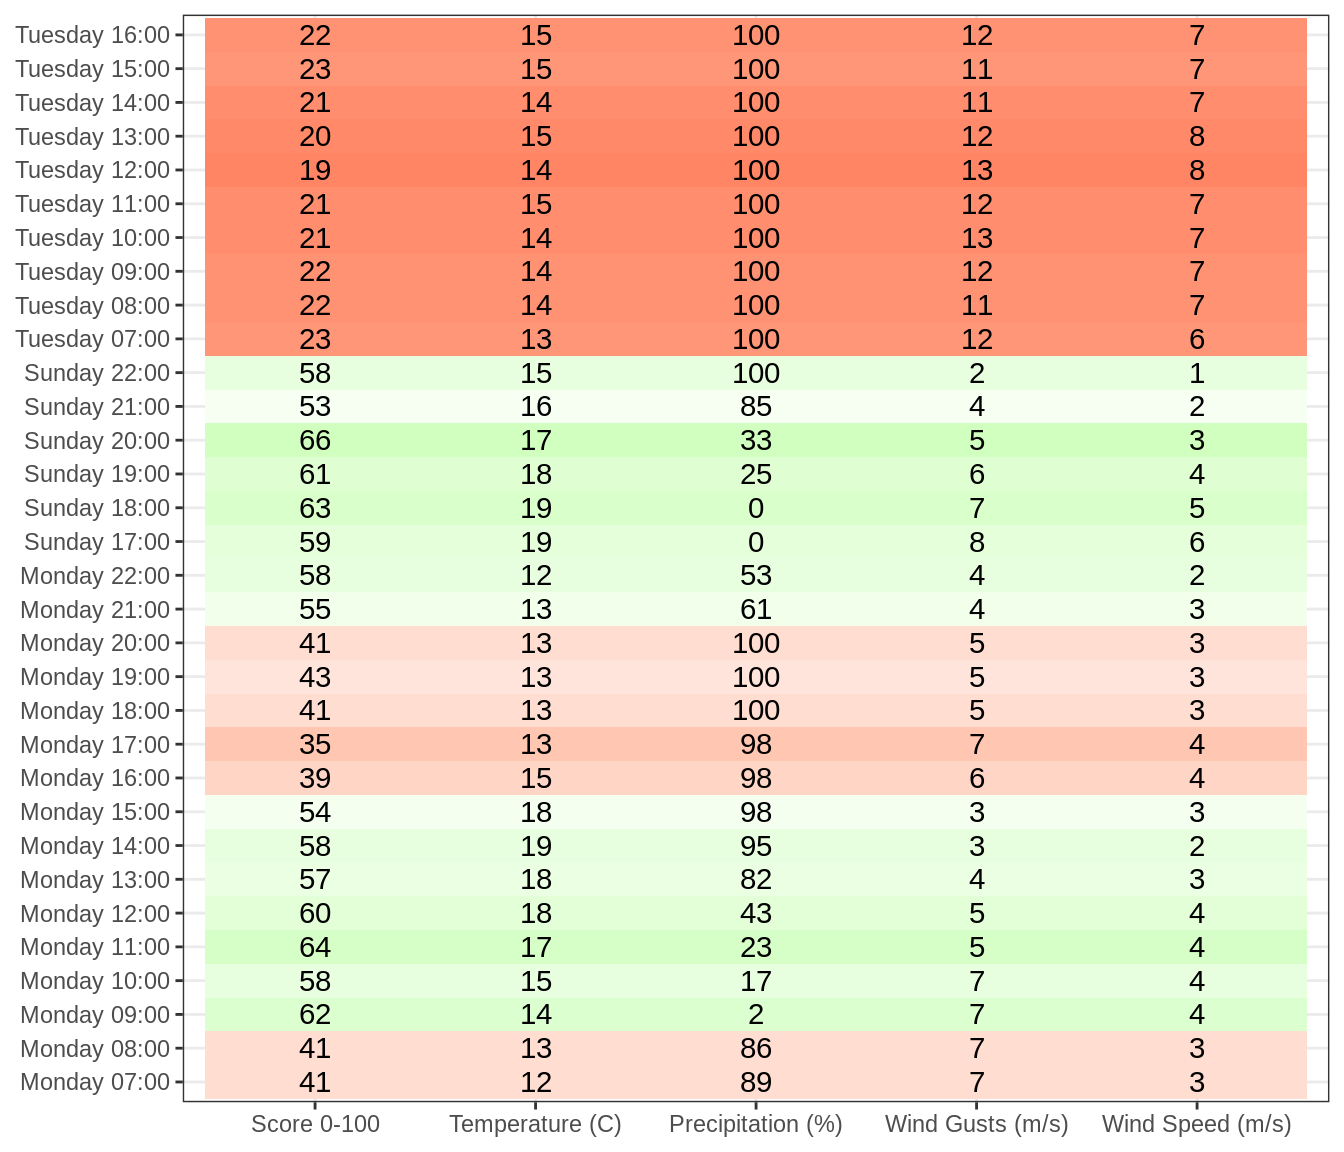 Tuesday 16:00 22 15 100 12 7
Tuesday 15:00 23 15 100 11 7
Tuesday 14:00 21 14 100 11 7
Tuesday 13:00 20 15 100 12 8
Tuesday 12:00 19 14 100 13 8
Tuesday 11:00 21 15 100 12 7
Tuesday 10:00 21 14 100 13 7
Tuesday 09:00 22 14 100 12 7
Tuesday 08:00 22 14 100 11 7
Tuesday 07:00 23 13 100 12 6
Sunday 22:00 58 15 100 2 1
Sunday 21:00 53 16 85 4 2
Sunday 20:00 66 17 33 5 3
Sunday 19:00 61 18 25 6 4
Sunday 18:00 63 19 0 7 5
Sunday 17:00 59 19 0 8 6
Monday 22:00 58 12 53 4 2
Monday 21:00 55 13 61 4 3
Monday 20:00 41 13 100 5 3
Monday 19:00 43 13 100 5 3
Monday 18:00 41 13 100 5 3
Monday 17:00 35 13 98 7 4
Monday 16:00 39 15 98 6 4
Monday 15:00 54 18 98 3 3
Monday 14:00 58 19 95 3 2
Monday 13:00 57 18 82 4 3
Monday 12:00 60 18 43 5 4
Monday 11:00 64 17 23 5 4
Monday 10:00 58 15 17 7 4
Monday 09:00 62 14 2 7 4
Monday 08:00 41 13 86 7 3
Monday 07:00 41 12 89 7 3
Score 0-100 Temperature (C) Precipitation (%) Wind Gusts (m/s) Wind Speed (m/s)